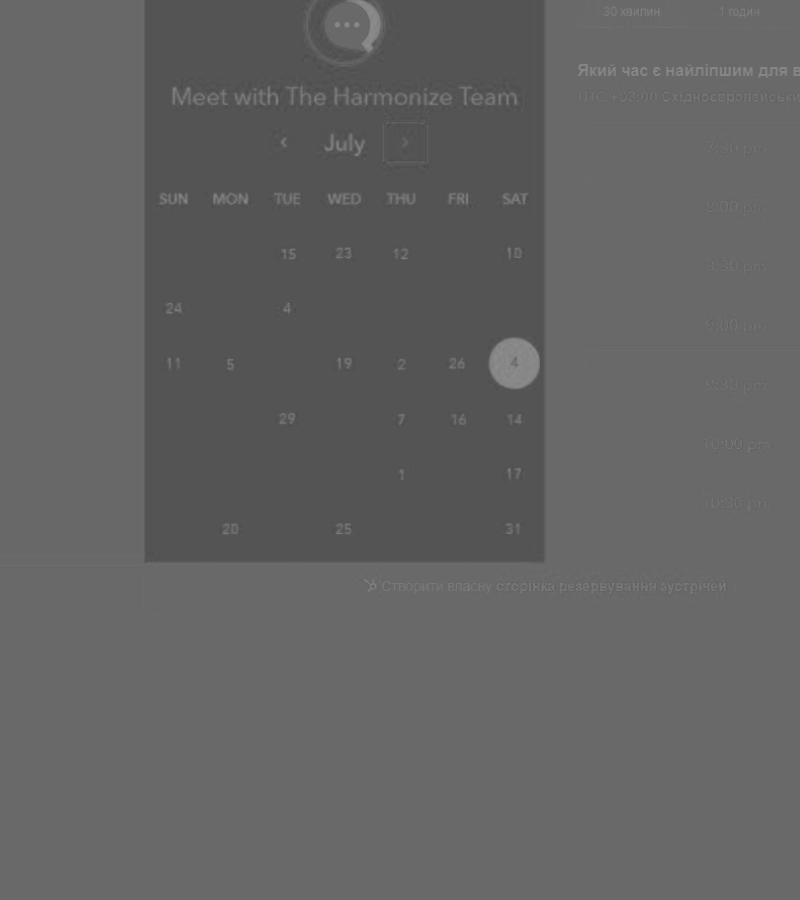 30 хвилин 1 годин
Meet with The Harmonize Team
Який час є найліпшим для в
UTC +03:00 Східноєвропейськи
‹ July ›
7:30 pm
SUN MON TUE WED THU FRI SAT
8:00 pm
15 23 12 10
8:30 pm
24 4
9:00 pm
11 5 19 2 26 4
9:30 pm
29 7 16 14
10:00 pm
1 17
10:30 pm
20 25 31
Створити власну сторінка резервування зустрічей